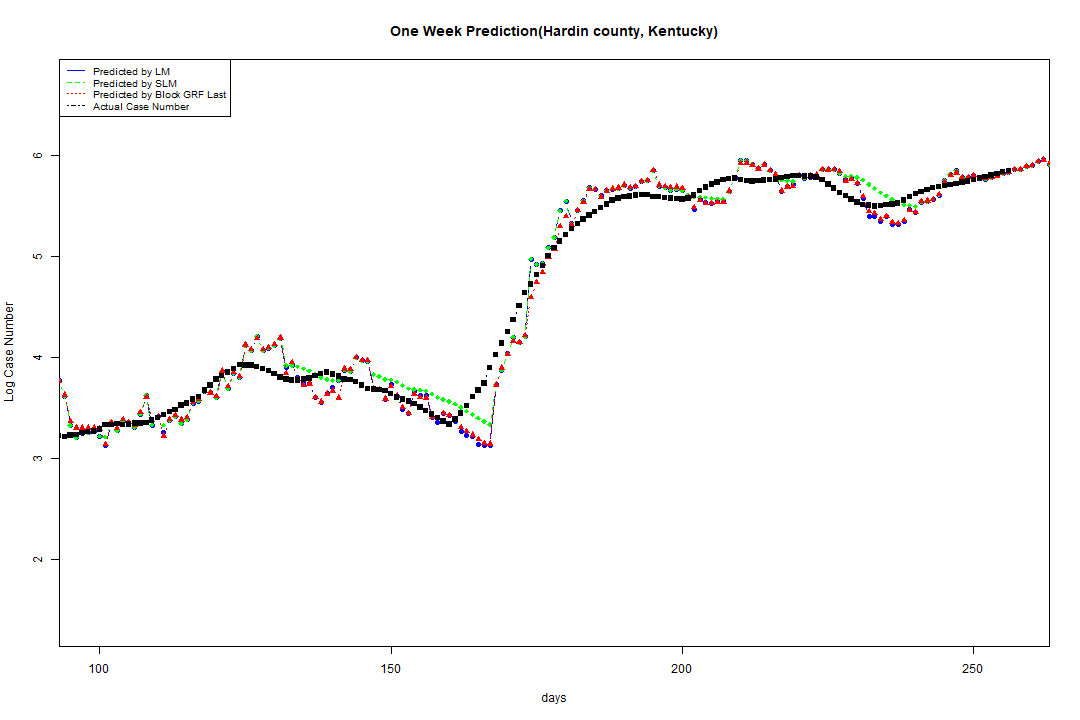 One Week Prediction(Hardin county, Kentucky)
Predicted by LM
Predicted by SLM
Predicted by Block GRF Last
Actual Case Number
6
5
4
3
2
Log Case Number
100 150 200 250
days